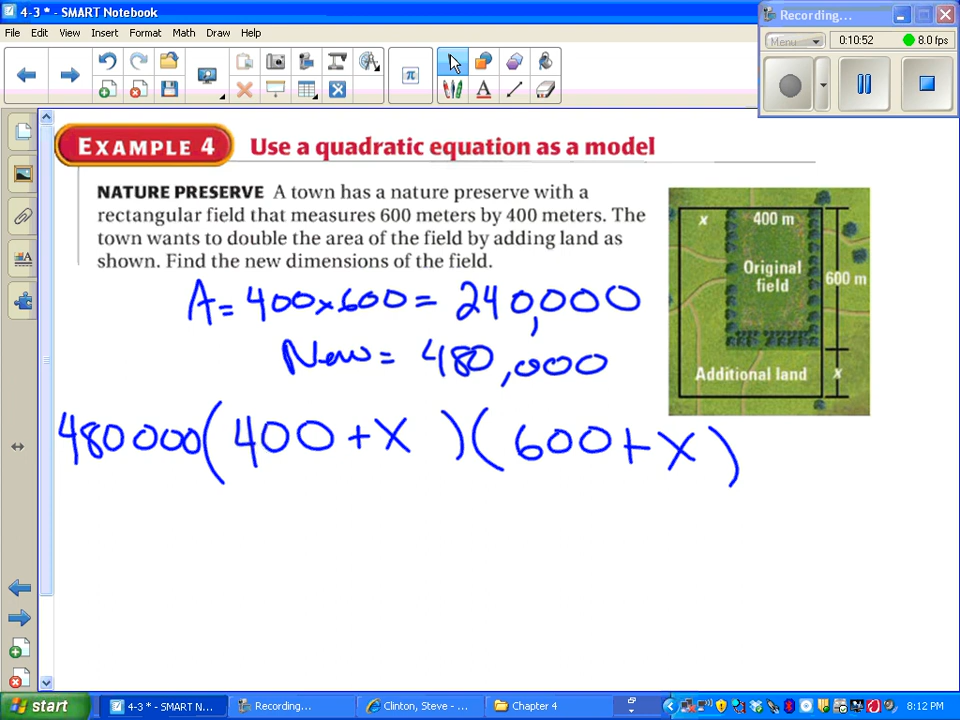 4-3 * - SMART Notebook
File Edit View Insert Format Math Draw Help
Recording...
Menu
0:10:52
8.0 fps
π
EXAMPLE 4 Use a quadratic equation as a model
NATURE PRESERVE A town has a nature preserve with a
rectangular field that measures 600 meters by 400 meters. The
town wants to double the area of the field by adding land as
shown. Find the new dimensions of the field.
x 400 m
Original
field
600 m
Additional land x
A = 400 x 600 = 240,000
New = 480,000
480000(400+X)(600+X)
start
4-3 * - SMART N...
Recording...
Clinton, Steve - ...
Chapter 4
8:12 PM